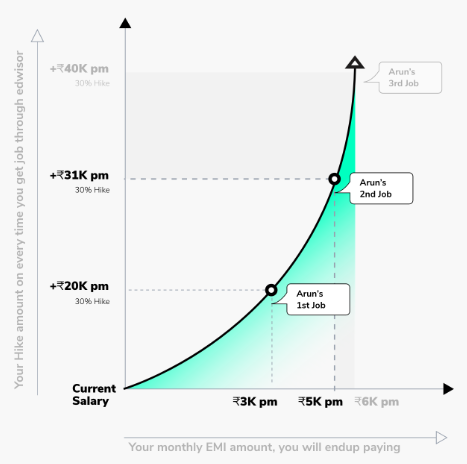 Your Hike amount on every time you get job through edwisor
+₹40K pm
30% Hike
Arun's
3rd Job
+₹31K pm
30% Hike
Arun's
2nd Job
+₹20K pm
30% Hike
Arun's
1st Job
Current
Salary
₹3K pm ₹5K pm ₹6K pm
Your monthly EMI amount, you will endup paying